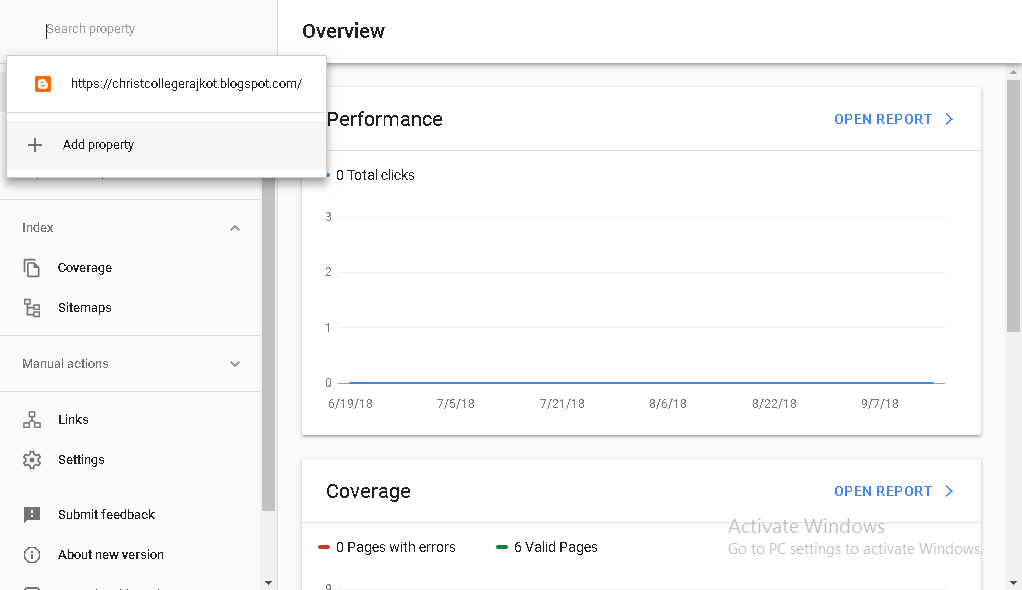 Search property
Overview
https://christcollegerajkot.blogspot.com/
Add property
Index
Coverage
Sitemaps
Manual actions
Links
Settings
Submit feedback
About new version
Performance
OPEN REPORT
0 Total clicks
3
2
1
0
6/19/18 7/5/18 7/21/18 8/6/18 8/22/18 9/7/18
Coverage
OPEN REPORT
0 Pages with errors 6 Valid Pages
Activate Windows
Go to PC settings to activate Windows.